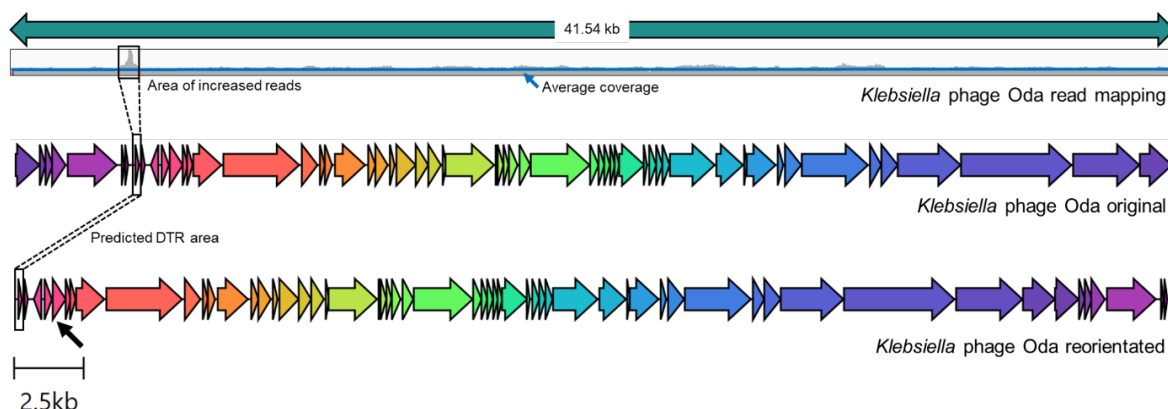 41.54 kb
Area of increased reads
Average coverage
Klebsiella phage Oda read mapping
Klebsiella phage Oda original
Predicted DTR area
Klebsiella phage Oda reorientated
2.5kb